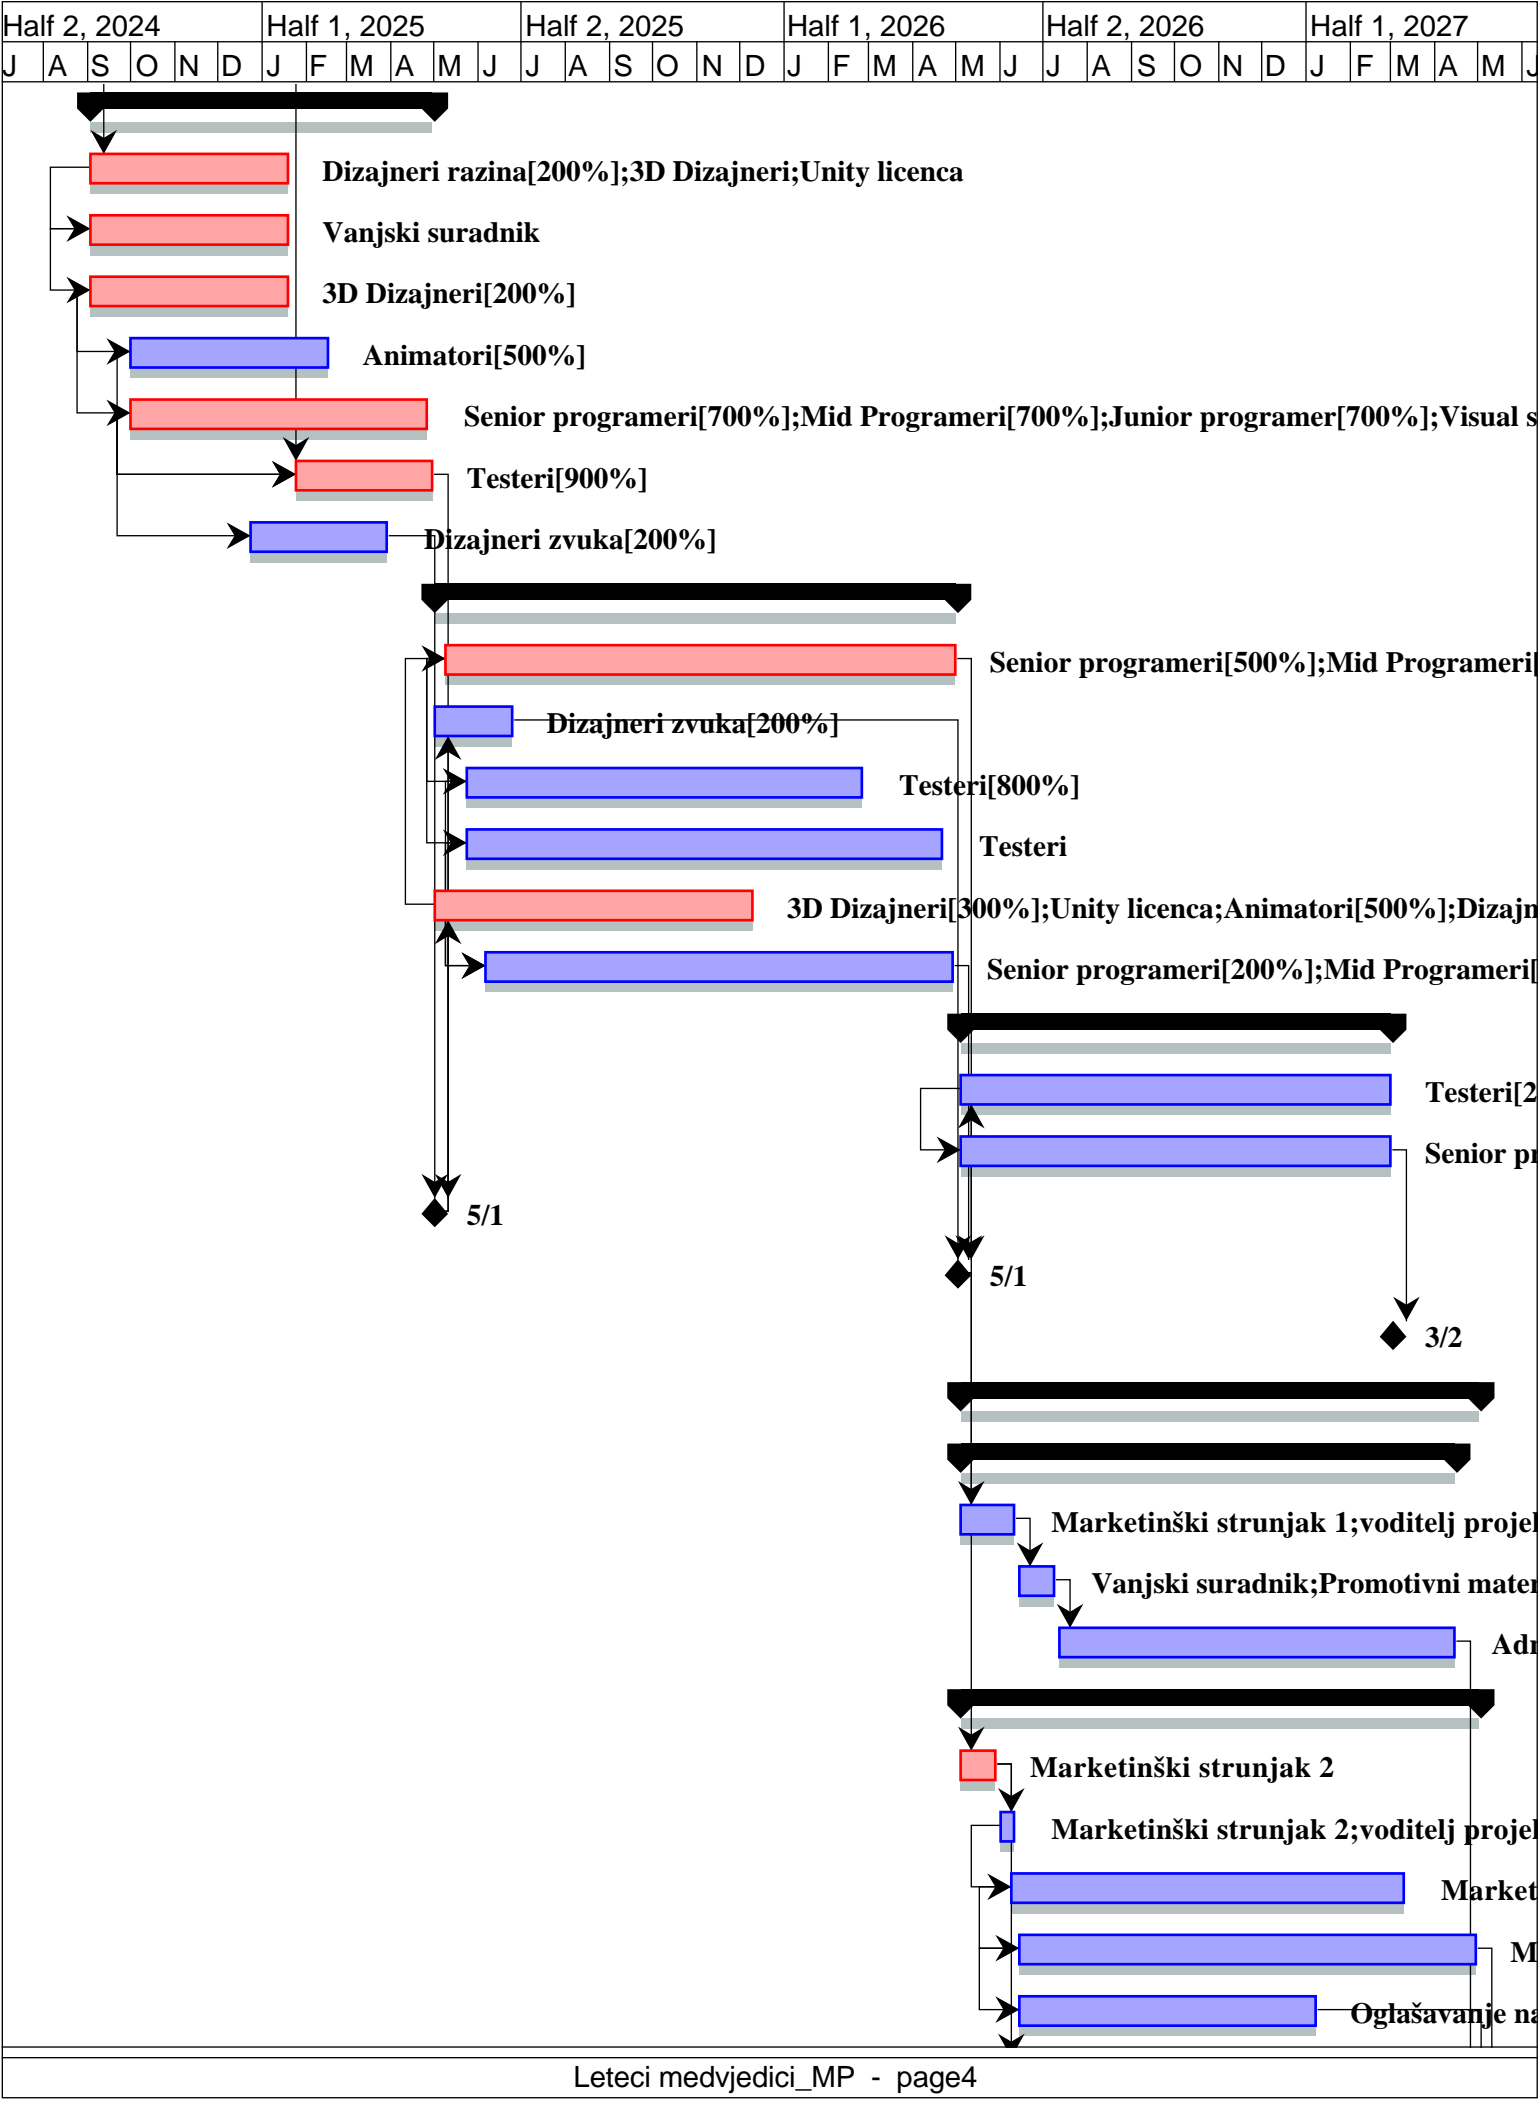 Half 2, 2024 Half 1, 2025 Half 2, 2025 Half 1, 2026 Half 2, 2026 Half 1, 2027
J A S O N D J F M A M J J A S O N D J F M A M J J A S O N D J F M A M J
Dizajneri razina[200%];3D Dizajneri;Unity licenca
Vanjski suradnik
3D Dizajneri[200%]
Animatori[500%]
Senior programeri[700%];Mid Programeri[700%];Junior programer[700%];Visual s
Testeri[900%]
Dizajneri zvuka[200%]
Senior programeri[500%];Mid Programeri[
Dizajneri zvuka[200%]
Testeri[800%]
Testeri
3D Dizajneri[300%];Unity licenca;Animatori[500%];Dizajn
Senior programeri[200%];Mid Programeri[
Testeri[2
Senior pr
5/1
5/1
3/2
Marketinški strunjak 1;voditelj projek
Vanjski suradnik;Promotivni mater
Adm
Marketinški strunjak 2
Marketinški strunjak 2;voditelj projek
Market
M
Oglašavanje na
Leteci medvjedici_MP - page4